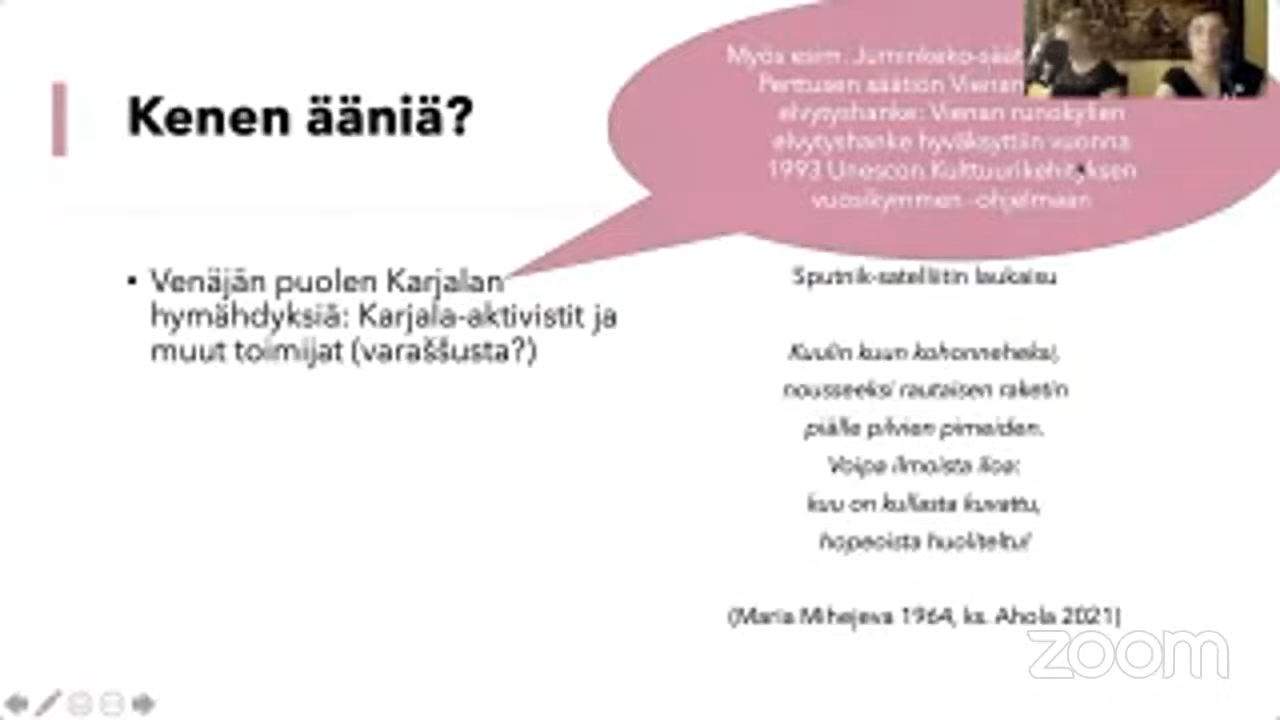 Kenen ääniä?
Myös esim. Juminkeko-säät
Perttusen säätiön Vienan
elvytyshanke: Vienan runokylien
elvytyshanke hyväksyttiin vuonna
1993 Unescon Kulttuurikehityksen
vuosikymmen -ohjelmaan
• Venäjän puolen Karjalan
hymähdyksiä: Karjala-aktivistit ja
muut toimijat (varaššusta?)
Sputnik-satelliitin laukaisu
Kuulin kuun kohonneheksi,
nousseeksi rautaisen raketin
piälle pilvien pimeiden.
Voipa ilmoista iloa:
kuu on kullasta kuvattu,
hopeoista huoliteltu!
(Maria Mihejeva 1964, ks. Ahola 2021)
zoom